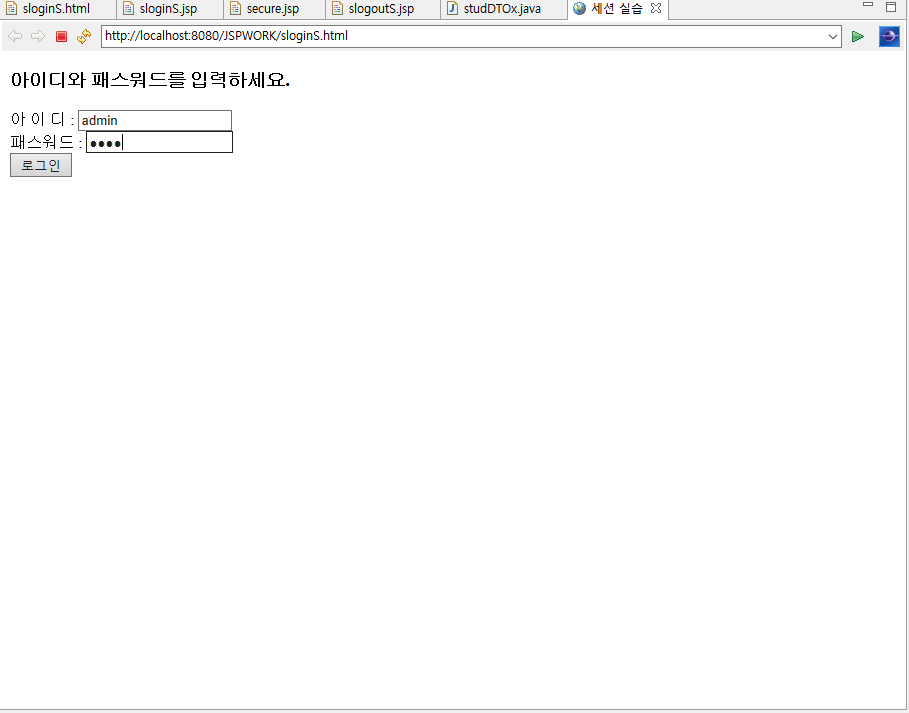 sloginS.html sloginS.jsp secure.jsp slogoutS.jsp studDTOx.java 세션 실습
http://localhost:8080/JSPWORK/sloginS.html
아이디와 패스워드를 입력하세요.
아 이 디 : admin
패스워드 : ●●●●
로그인